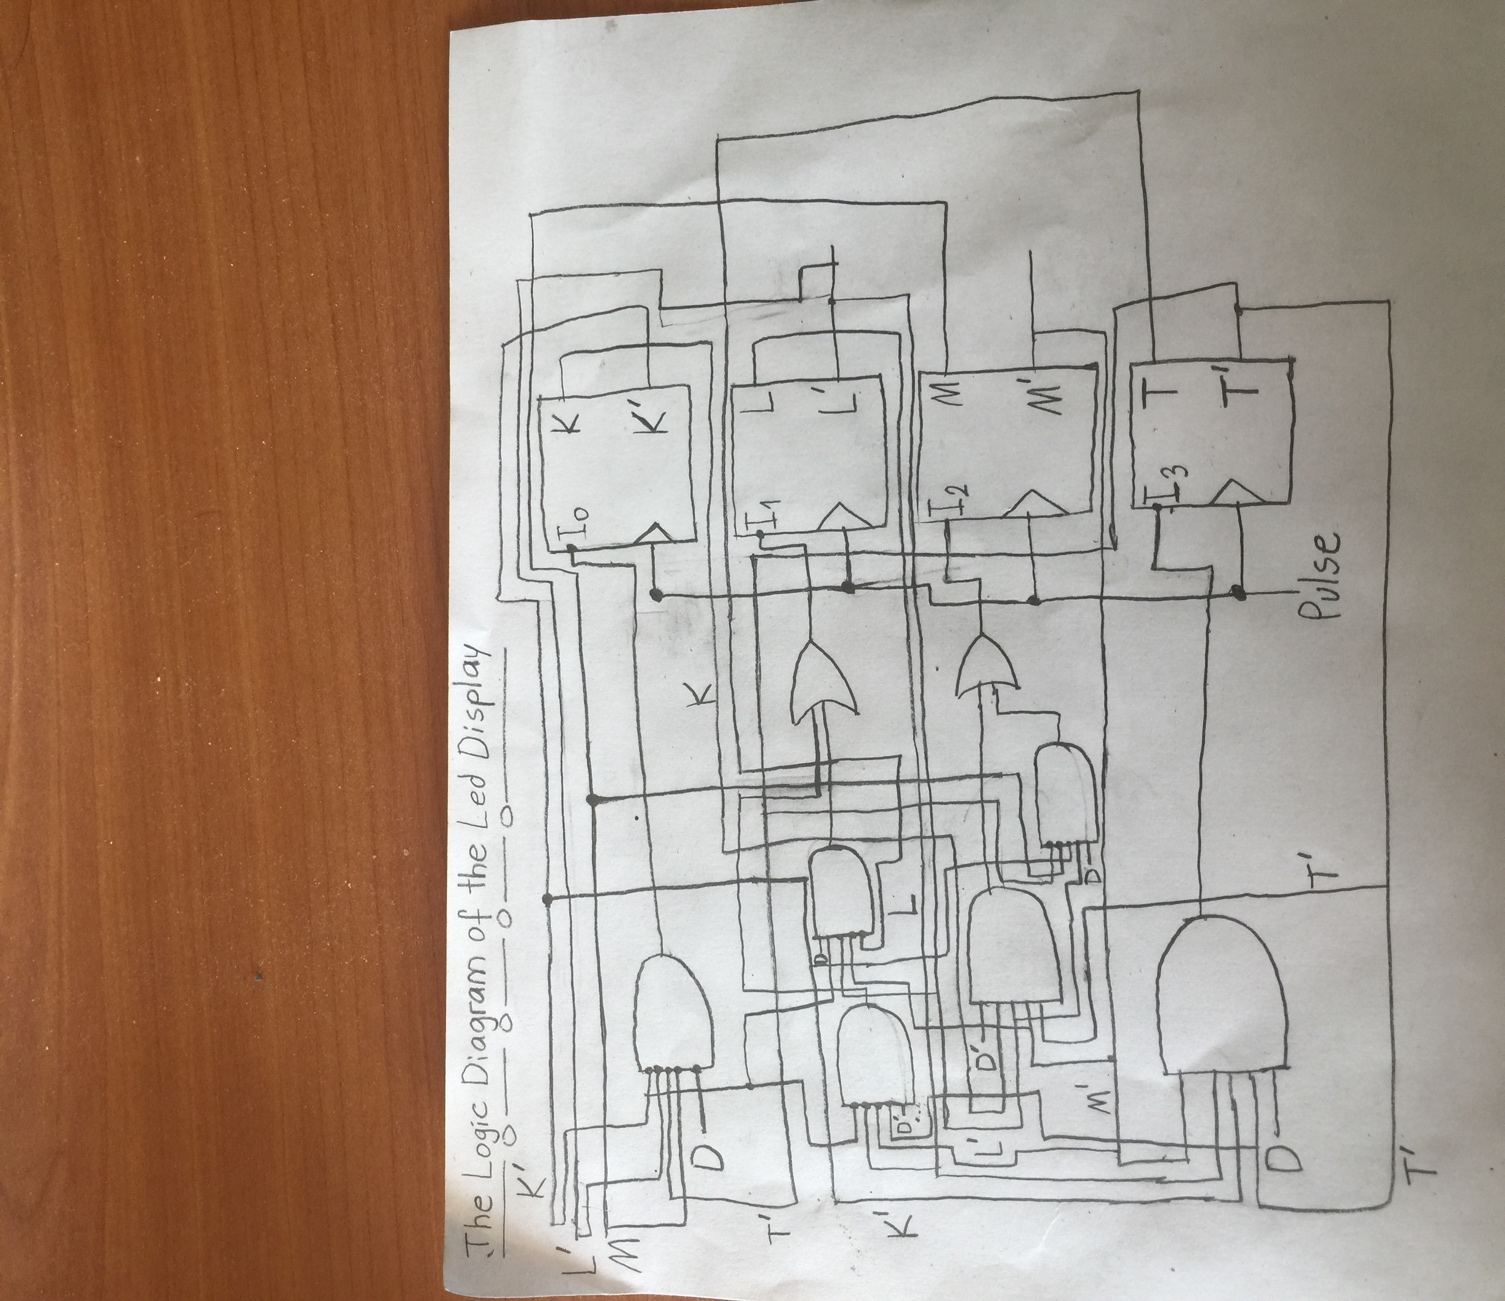 The Logic Diagram of the Led Display
K'
L'
M
D
T'
K'
I0
K
K'
K
I1
L
L'
D
L
D'
L'
I2
M
M'
D'
D
M'
I3
T
T'
Pulse
T'
D
T'